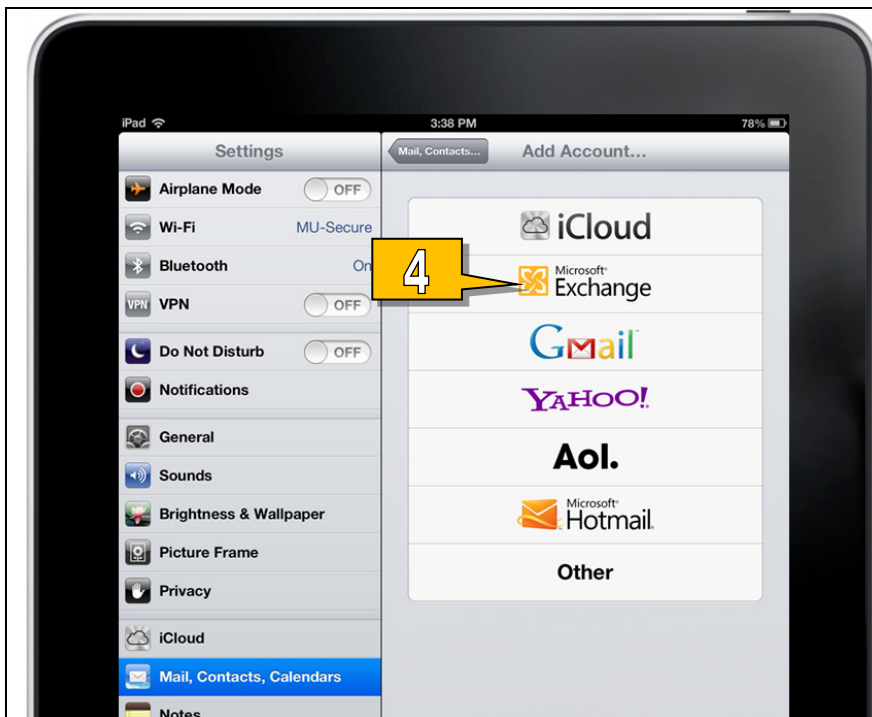 iPad 3:38 PM 78%
Settings
Airplane Mode OFF
Wi-Fi MU-Secure
Bluetooth On
VPN VPN OFF
Do Not Disturb OFF
Notifications
General
Sounds
Brightness & Wallpaper
Picture Frame
Privacy
iCloud
Mail, Contacts, Calendars
Notes
Mail, Contacts... Add Account...
iCloud
4
Microsoft®
Exchange
Gmail™
YAHOO!®
Aol.
Microsoft®
Hotmail®
Other